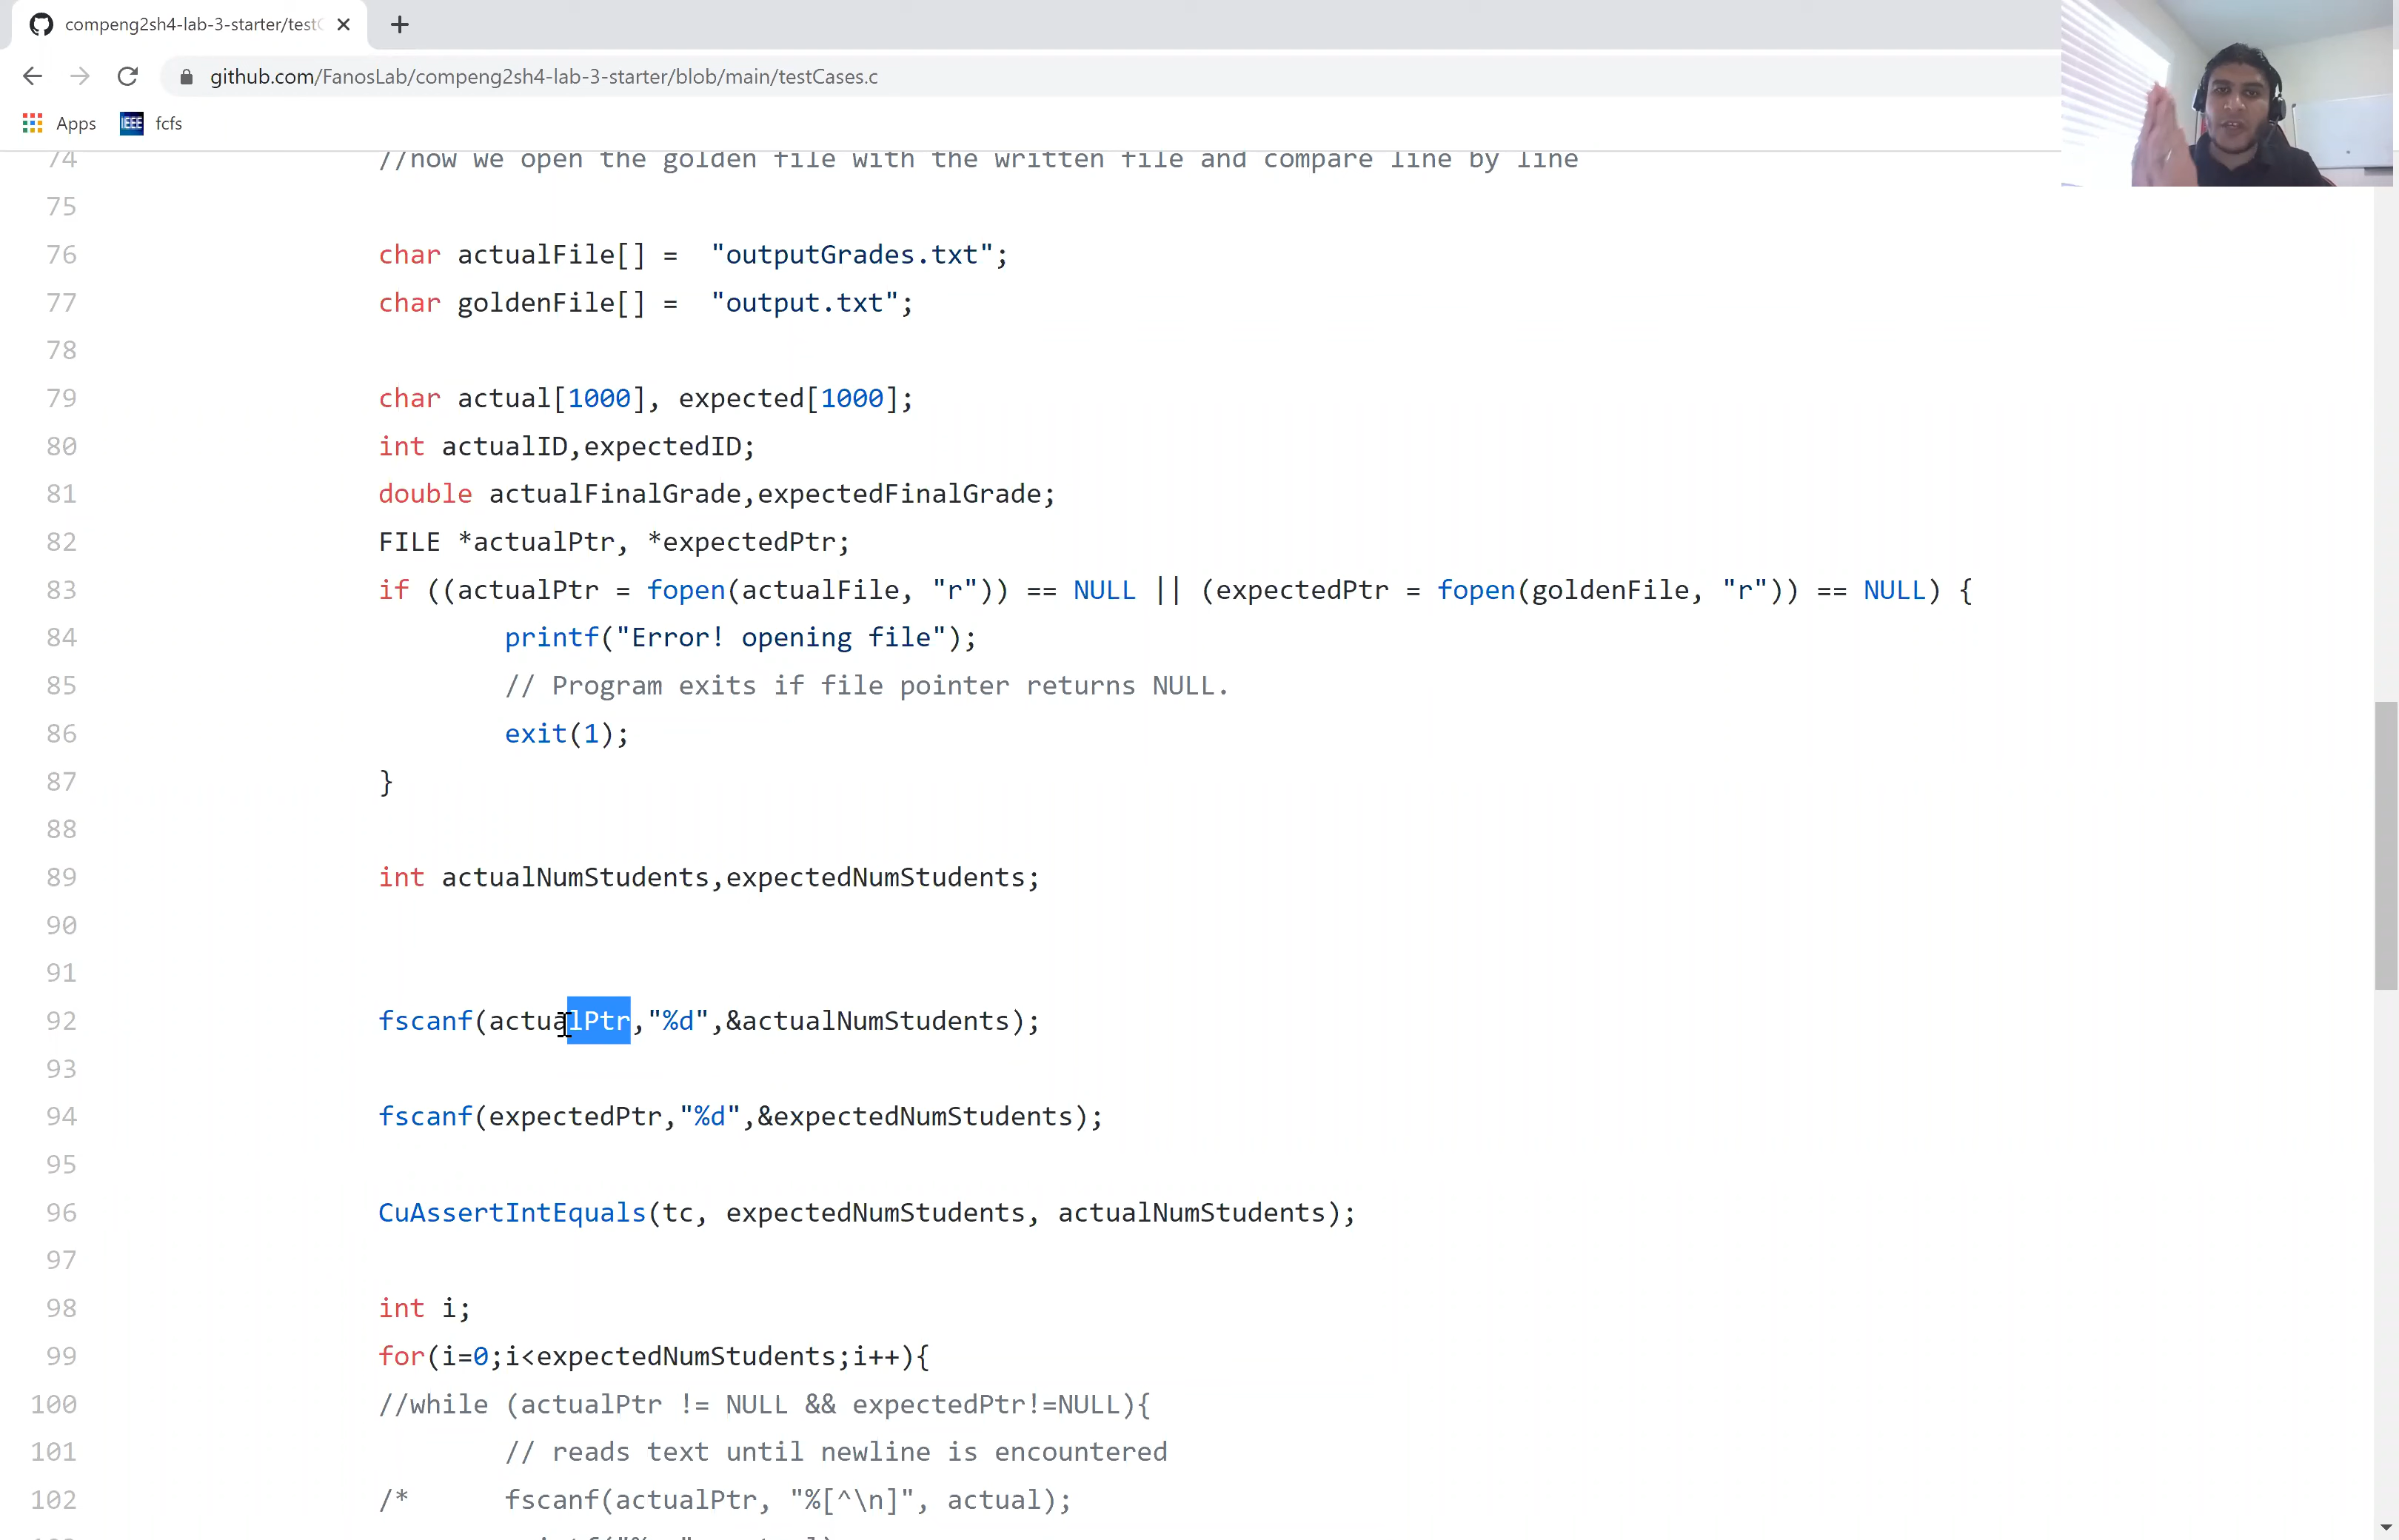 compeng2sh4-lab-3-starter/testC
github.com/FanosLab/compeng2sh4-lab-3-starter/blob/main/testCases.c
Apps IEEE fcfs
74 //now we open the golden file with the written file and compare line by line
75
76 char actualFile[] =  "outputGrades.txt";
77 char goldenFile[] =  "output.txt";
78
79 char actual[1000], expected[1000];
80 int actualID,expectedID;
81 double actualFinalGrade,expectedFinalGrade;
82 FILE *actualPtr, *expectedPtr;
83 if ((actualPtr = fopen(actualFile, "r")) == NULL || (expectedPtr = fopen(goldenFile, "r")) == NULL) {
84 printf("Error! opening file");
85 // Program exits if file pointer returns NULL.
86 exit(1);
87 }
88
89 int actualNumStudents,expectedNumStudents;
90
91
92 fscanf(actualPtr,"%d",&actualNumStudents);
93
94 fscanf(expectedPtr,"%d",&expectedNumStudents);
95
96 CuAssertIntEquals(tc, expectedNumStudents, actualNumStudents);
97
98 int i;
99 for(i=0;i<expectedNumStudents;i++){
100 //while (actualPtr != NULL && expectedPtr!=NULL){
101 // reads text until newline is encountered
102 /* fscanf(actualPtr, "%[^\n]", actual);